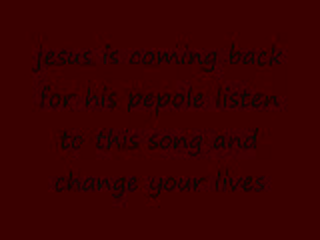 Jesus is coming back
for his pepole listen
to this song and
change your lives